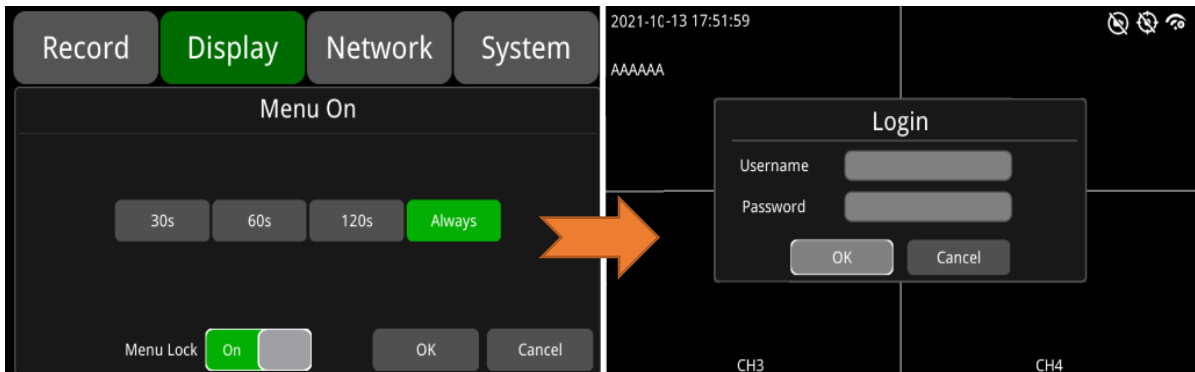 Record Display Network System
Menu On
30s 60s 120s Always
Menu Lock On OK Cancel
2021-10-13 17:51:59
AAAAAA
Login
Username
Password
OK Cancel
CH3 CH4